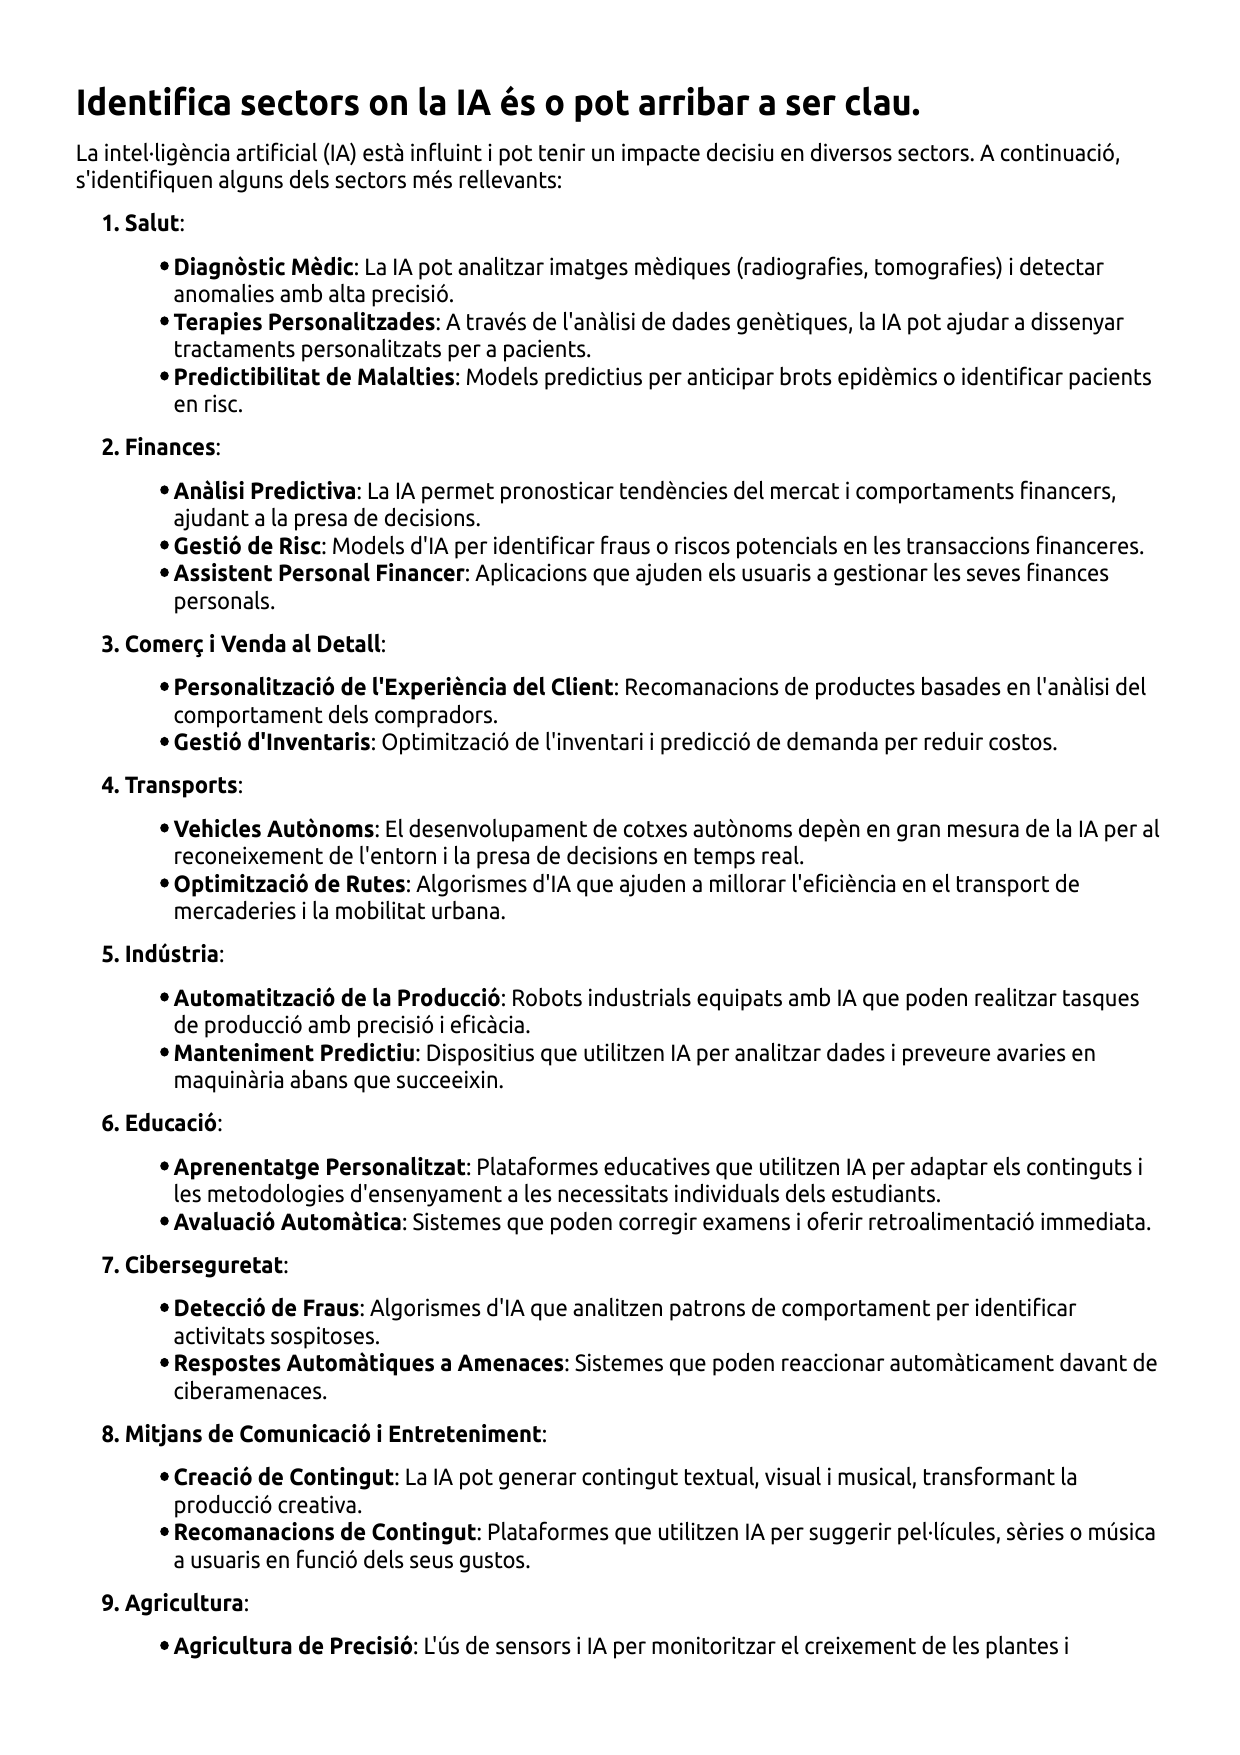 Identifica sectors on la IA és o pot arribar a ser clau.
La intel·ligència artificial (IA) està influint i pot tenir un impacte decisiu en diversos sectors. A continuació,
s'identifiquen alguns dels sectors més rellevants:
1. Salut:
• Diagnòstic Mèdic: La IA pot analitzar imatges mèdiques (radiografies, tomografies) i detectar
anomalies amb alta precisió.
• Terapies Personalitzades: A través de l'anàlisi de dades genètiques, la IA pot ajudar a dissenyar
tractaments personalitzats per a pacients.
• Predictibilitat de Malalties: Models predictius per anticipar brots epidèmics o identificar pacients
en risc.
2. Finances:
• Anàlisi Predictiva: La IA permet pronosticar tendències del mercat i comportaments financers,
ajudant a la presa de decisions.
• Gestió de Risc: Models d'IA per identificar fraus o riscos potencials en les transaccions financeres.
• Assistent Personal Financer: Aplicacions que ajuden els usuaris a gestionar les seves finances
personals.
3. Comerç i Venda al Detall:
• Personalització de l'Experiència del Client: Recomanacions de productes basades en l'anàlisi del
comportament dels compradors.
• Gestió d'Inventaris: Optimització de l'inventari i predicció de demanda per reduir costos.
4. Transports:
• Vehicles Autònoms: El desenvolupament de cotxes autònoms depèn en gran mesura de la IA per al
reconeixement de l'entorn i la presa de decisions en temps real.
• Optimització de Rutes: Algorismes d'IA que ajuden a millorar l'eficiència en el transport de
mercaderies i la mobilitat urbana.
5. Indústria:
• Automatització de la Producció: Robots industrials equipats amb IA que poden realitzar tasques
de producció amb precisió i eficàcia.
• Manteniment Predictiu: Dispositius que utilitzen IA per analitzar dades i preveure avaries en
maquinària abans que succeeixin.
6. Educació:
• Aprenentatge Personalitzat: Plataformes educatives que utilitzen IA per adaptar els continguts i
les metodologies d'ensenyament a les necessitats individuals dels estudiants.
• Avaluació Automàtica: Sistemes que poden corregir examens i oferir retroalimentació immediata.
7. Ciberseguretat:
• Detecció de Fraus: Algorismes d'IA que analitzen patrons de comportament per identificar
activitats sospitoses.
• Respostes Automàtiques a Amenaces: Sistemes que poden reaccionar automàticament davant de
ciberamenaces.
8. Mitjans de Comunicació i Entreteniment:
• Creació de Contingut: La IA pot generar contingut textual, visual i musical, transformant la
producció creativa.
• Recomanacions de Contingut: Plataformes que utilitzen IA per suggerir pel·lícules, sèries o música
a usuaris en funció dels seus gustos.
9. Agricultura:
• Agricultura de Precisió: L'ús de sensors i IA per monitoritzar el creixement de les plantes i